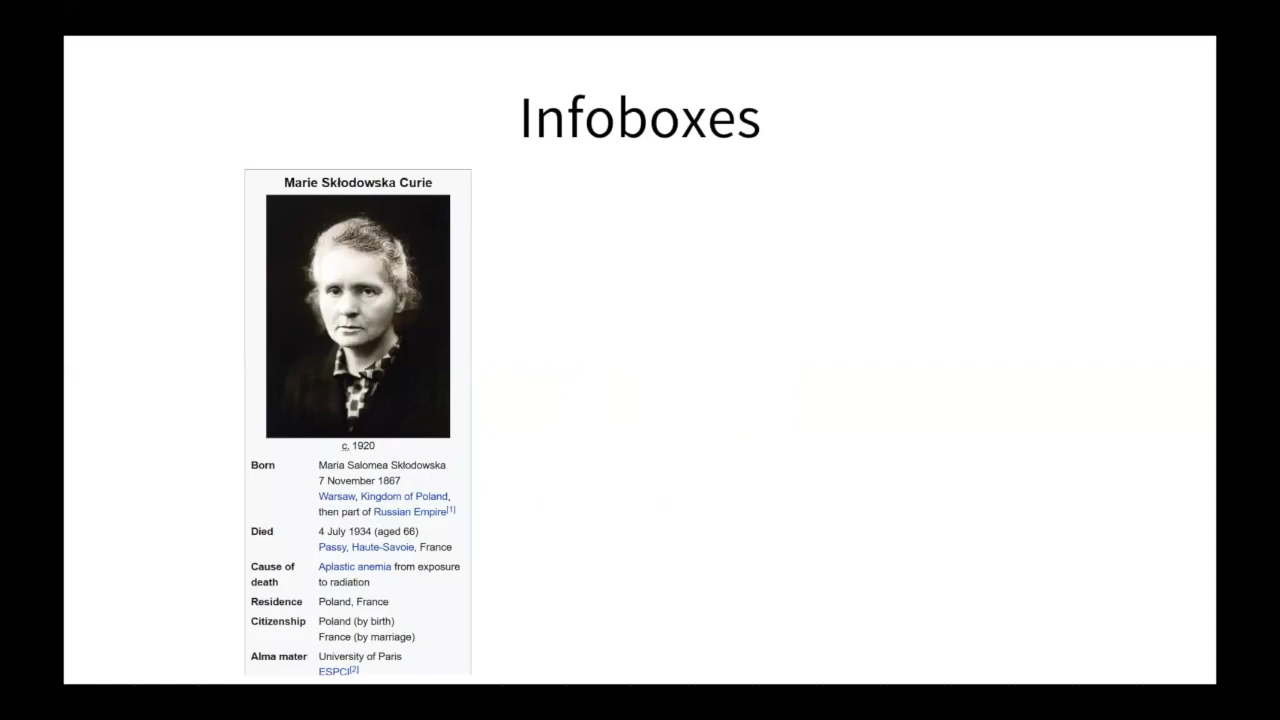 Infoboxes
Marie Skłodowska Curie
c. 1920
Born Maria Salomea Skłodowska
7 November 1867
Warsaw, Kingdom of Poland,
then part of Russian Empire[1]
Died 4 July 1934 (aged 66)
Passy, Haute-Savoie, France
Cause of Aplastic anemia from exposure
death to radiation
Residence Poland, France
Citizenship Poland (by birth)
France (by marriage)
Alma mater University of Paris
ESPCI[2]